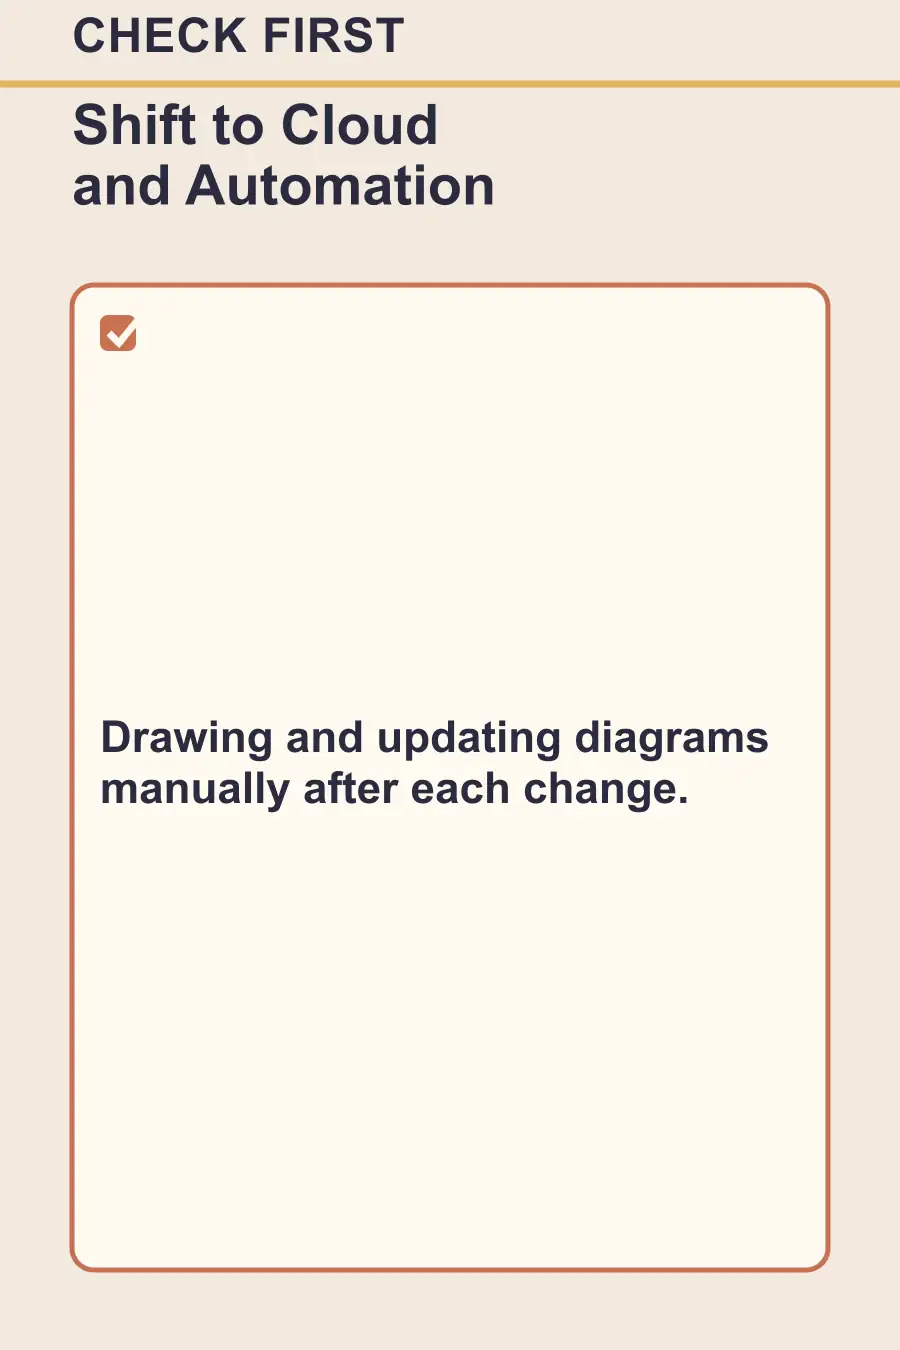 CHECK FIRST
Shift to Cloud
and Automation
Drawing and updating diagrams
manually after each change.